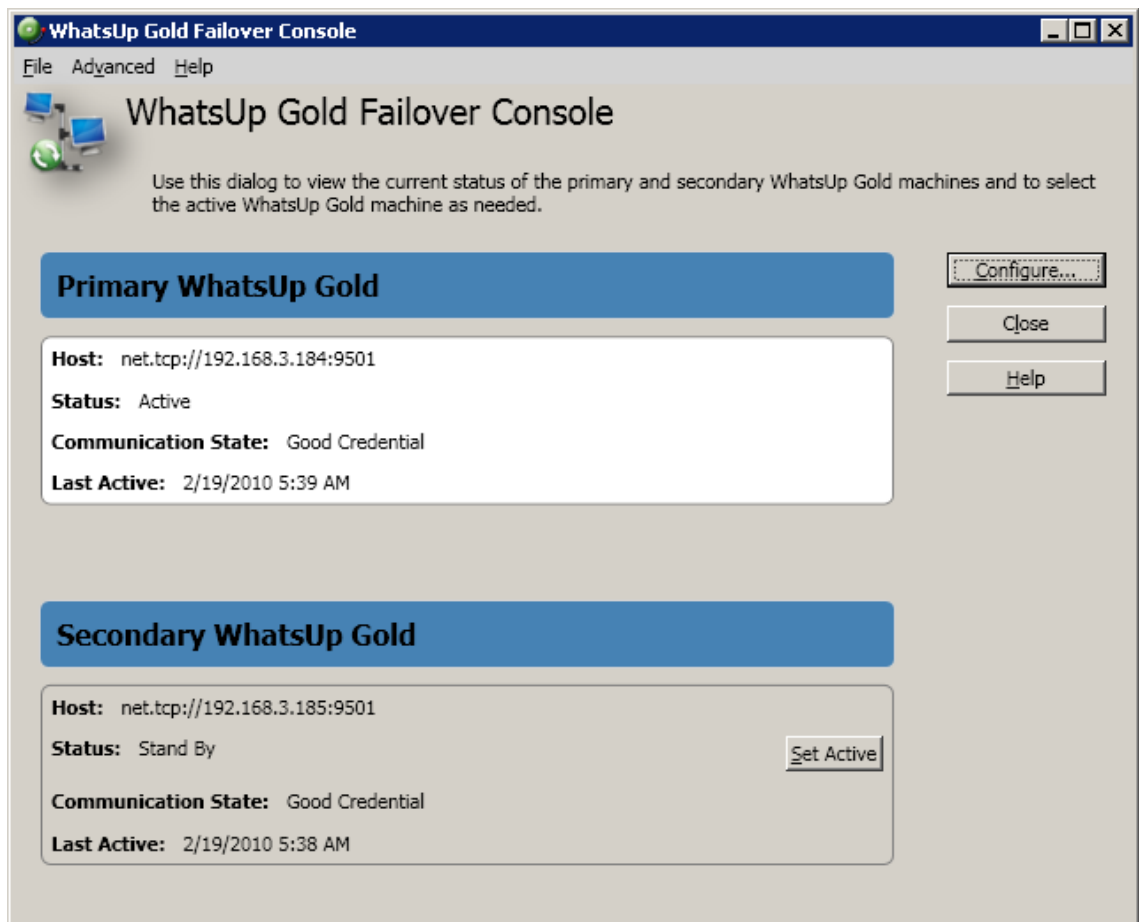 WhatsUp Gold Failover Console
File Advanced Help
WhatsUp Gold Failover Console
Use this dialog to view the current status of the primary and secondary WhatsUp Gold machines and to select
the active WhatsUp Gold machine as needed.
Primary WhatsUp Gold
Configure...
Close
Help
Host: net.tcp://192.168.3.184:9501
Status: Active
Communication State: Good Credential
Last Active: 2/19/2010 5:39 AM
Secondary WhatsUp Gold
Host: net.tcp://192.168.3.185:9501
Status: Stand By
Set Active
Communication State: Good Credential
Last Active: 2/19/2010 5:38 AM